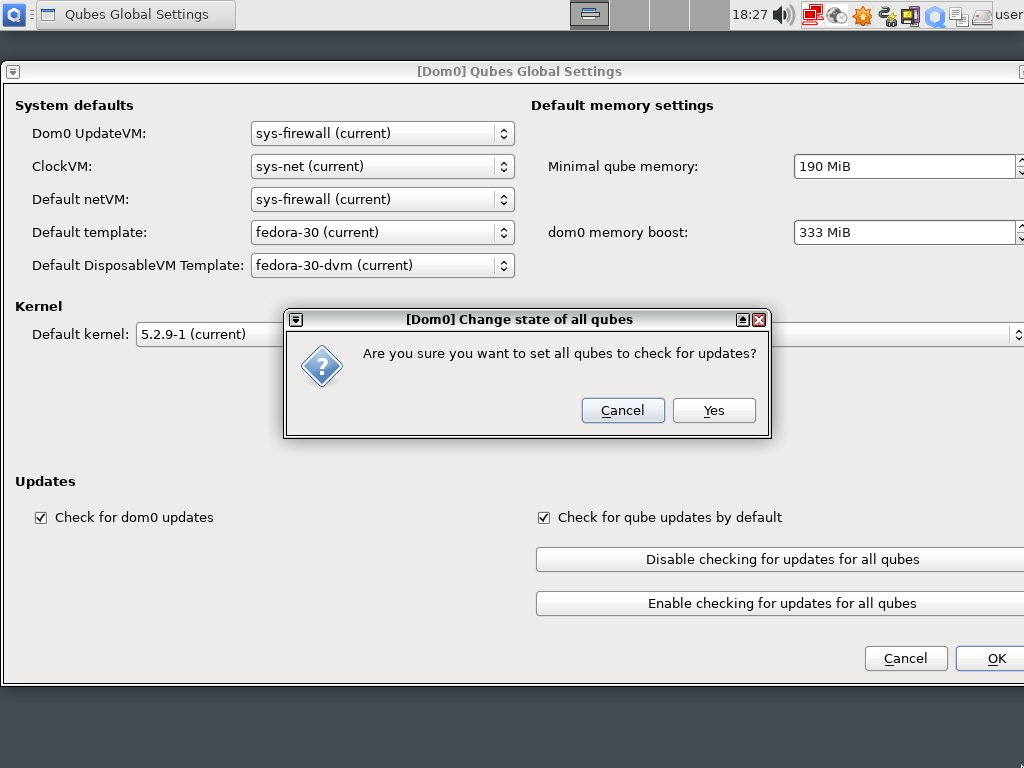 Qubes Global Settings
18:27
user
[Dom0] Qubes Global Settings
System defaults
Default memory settings
Dom0 UpdateVM: sys-firewall (current)
ClockVM: sys-net (current)
Minimal qube memory: 190 MiB
Default netVM: sys-firewall (current)
Default template: fedora-30 (current)
dom0 memory boost: 333 MiB
Default DisposableVM Template: fedora-30-dvm (current)
Kernel
Default kernel: 5.2.9-1 (current)
[Dom0] Change state of all qubes
Are you sure you want to set all qubes to check for updates?
Cancel
Yes
Updates
Check for dom0 updates
Check for qube updates by default
Disable checking for updates for all qubes
Enable checking for updates for all qubes
Cancel
OK